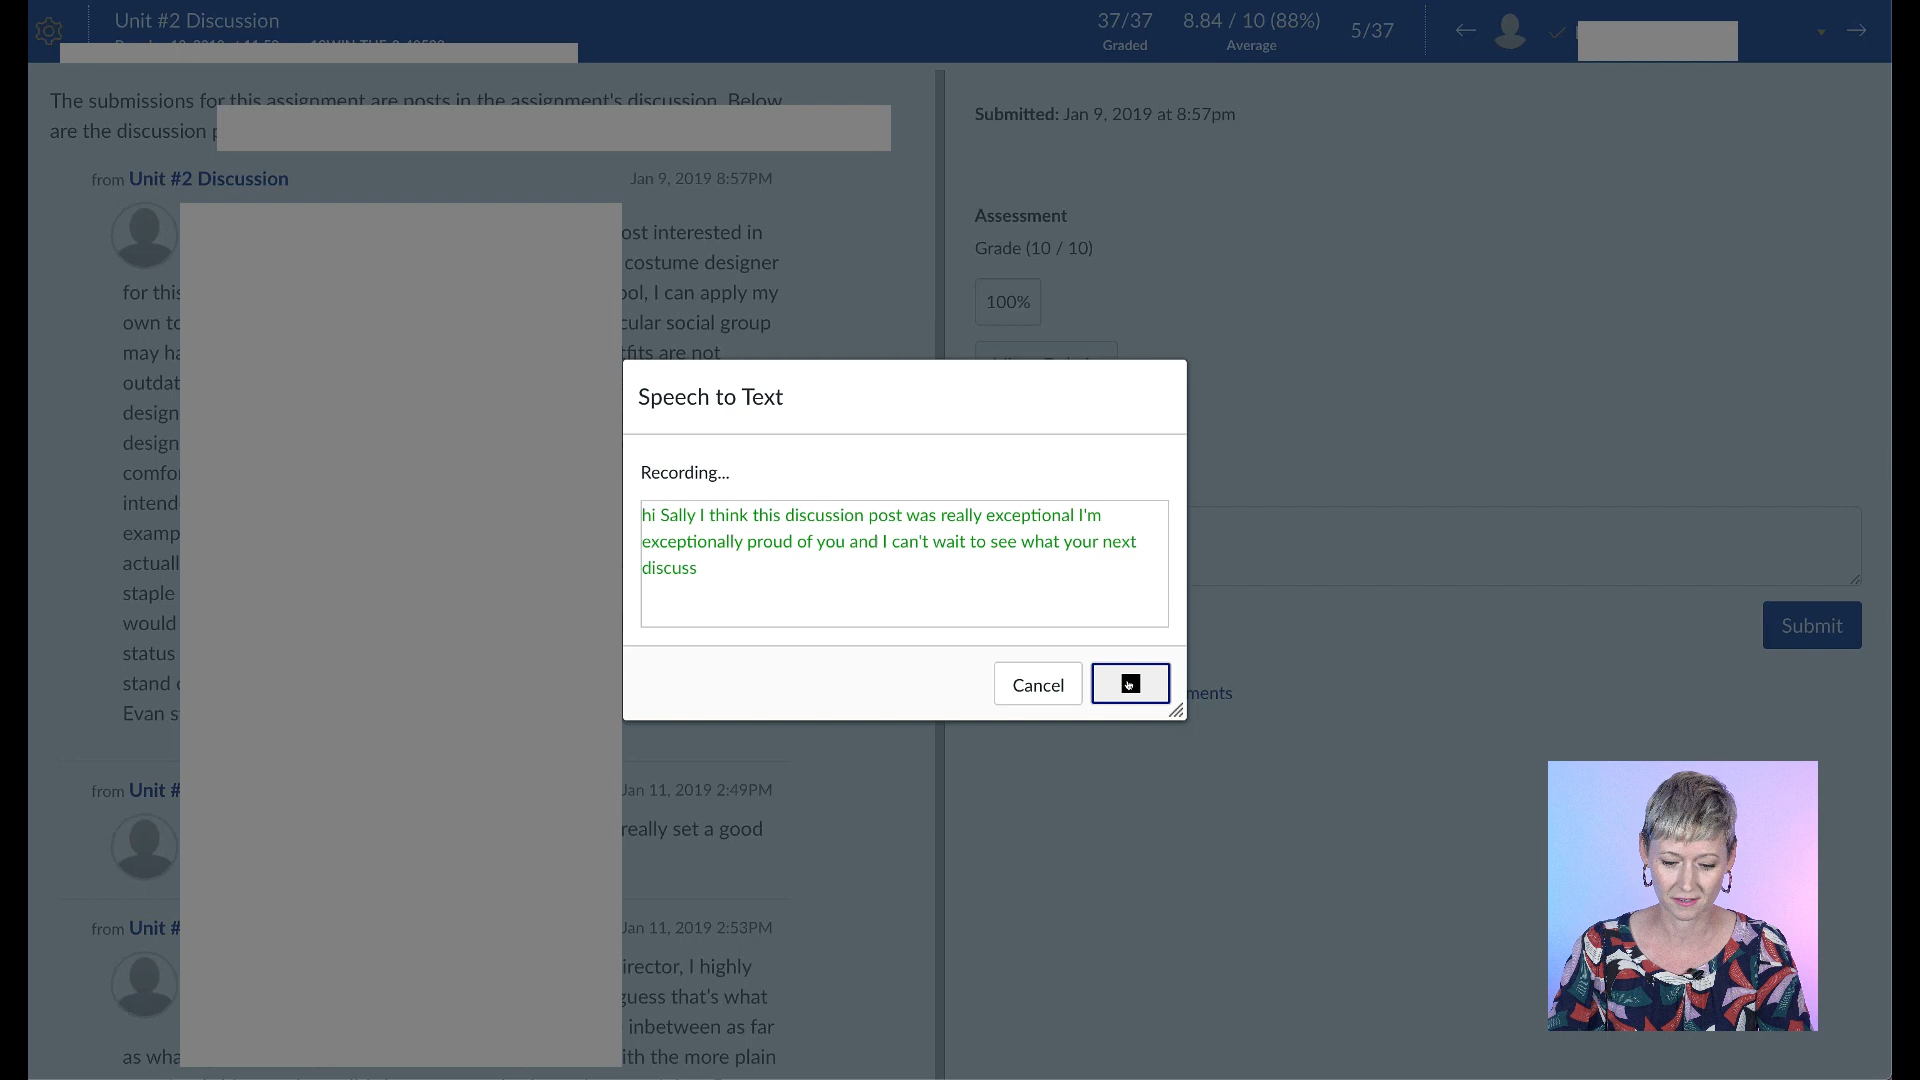 Unit #2 Discussion
37/37
Graded
8.84 / 10 (88%)
Average
5/37
The submissions for this assignment are posts in the assignment's discussion. Below
are the discussion
from Unit #2 Discussion
Jan 9, 2019 8:57PM
ost interested in
costume designer
for this
ool, I can apply my
own to
cular social group
may ha
tfits are not
outdat
design
design
comfor
intend
examp
actuall
staple
would
status
stand
Evan s
from Unit #
Jan 11, 2019 2:49PM
really set a good
from Unit #
Jan 11, 2019 2:53PM
irector, I highly
guess that's what
inbetween as far
as wha
ith the more plain
Submitted: Jan 9, 2019 at 8:57pm
Assessment
Grade (10 / 10)
100%
Speech to Text
Recording...
hi Sally I think this discussion post was really exceptional I'm
exceptionally proud of you and I can't wait to see what your next
discuss
Cancel
Submit
ments